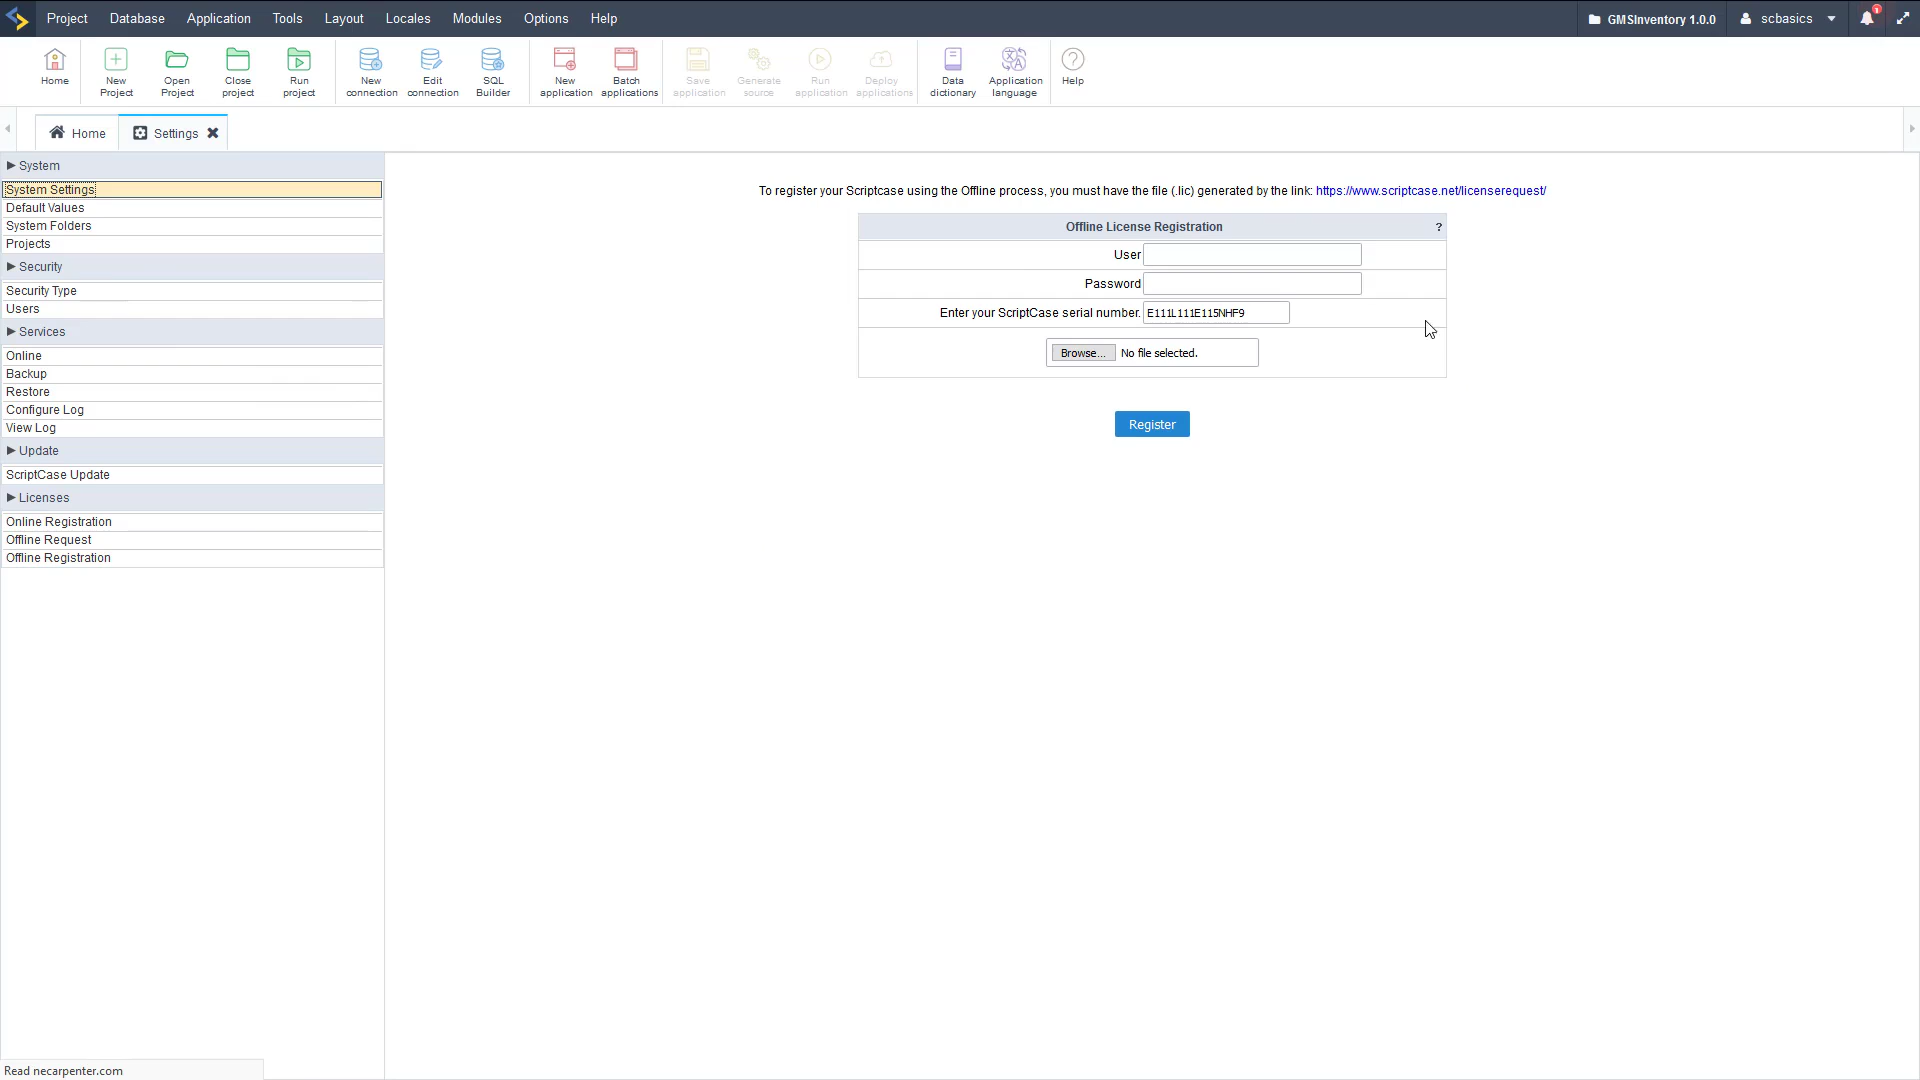 Project Database Application Tools Layout Locales Modules Options Help GMSInventory 1.0.0 scbasics 1
Home New Project Open Project Close project Run project New connection Edit connection SQL Builder New application Batch applications Save application Generate source Run application Deploy applications Data dictionary Application language Help
Home Settings
System
System Settings
Default Values
System Folders
Projects
Security
Security Type
Users
Services
Online
Backup
Restore
Configure Log
View Log
Update
ScriptCase Update
Licenses
Online Registration
Offline Request
Offline Registration
To register your Scriptcase using the Offline process, you must have the file (.lic) generated by the link: https://www.scriptcase.net/licenserequest/
Offline License Registration ?
User
Password
Enter your ScriptCase serial number. E111L111E115NHF9
Browse... No file selected.
Register
Read necarpenter.com